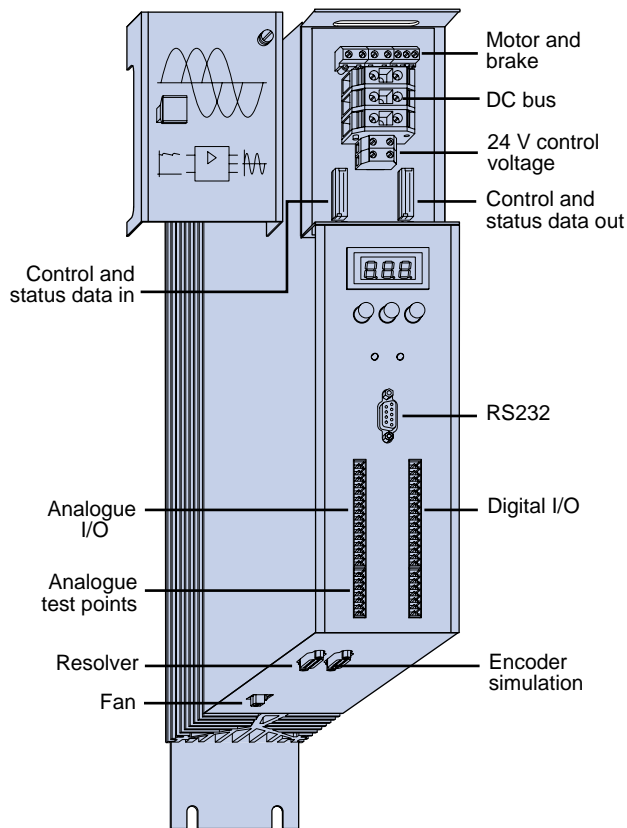 Motor and
brake
DC bus
24 V control
voltage
Control and
status data out
Control and
status data in
888
RS232
Analogue
I/O
Digital I/O
Analogue
test points
Resolver
Encoder
simulation
Fan